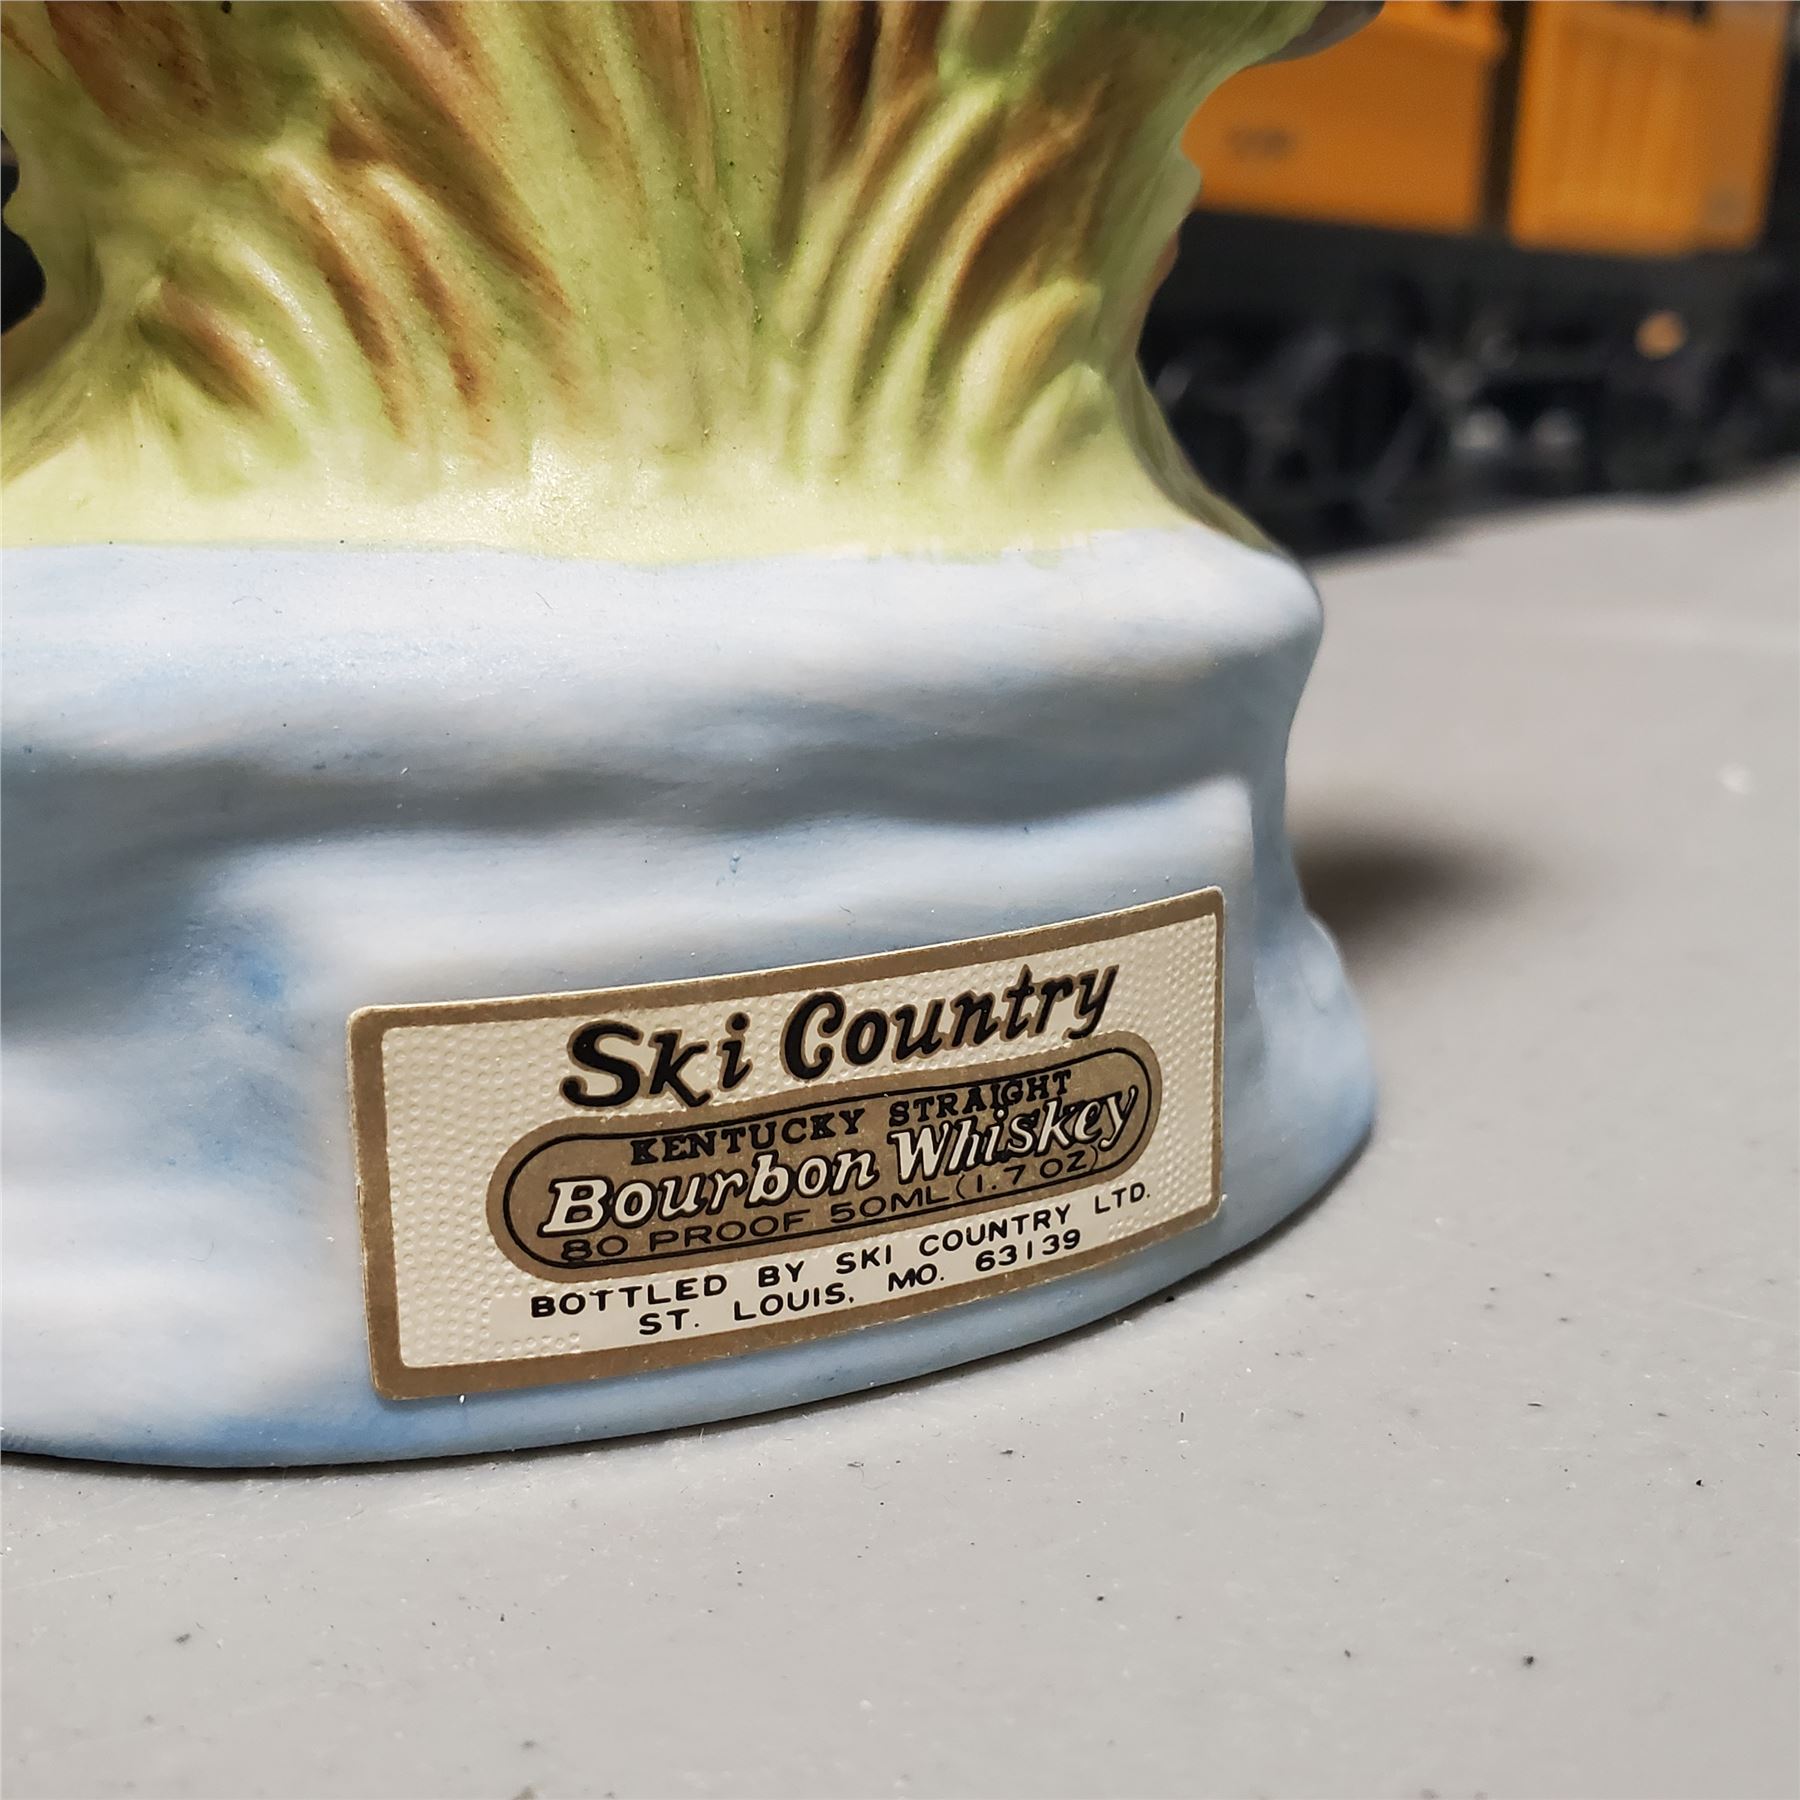 Ski Country
KENTUCKY STRAIGHT
Bourbon Whiskey
80 PROOF 50ML (1.7 OZ)
BOTTLED BY SKI COUNTRY LTD.
ST. LOUIS, MO. 63139